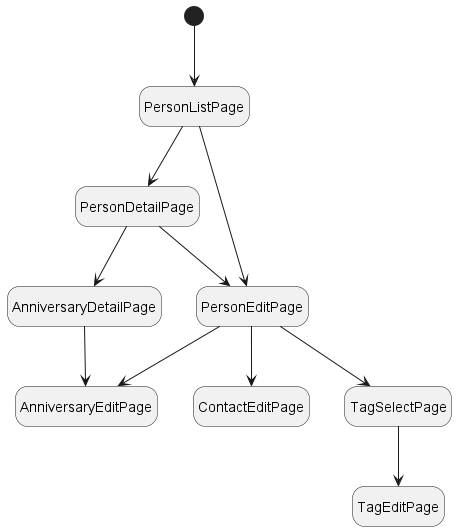 PersonListPage
PersonDetailPage
AnniversaryDetailPage
PersonEditPage
AnniversaryEditPage
ContactEditPage
TagSelectPage
TagEditPage